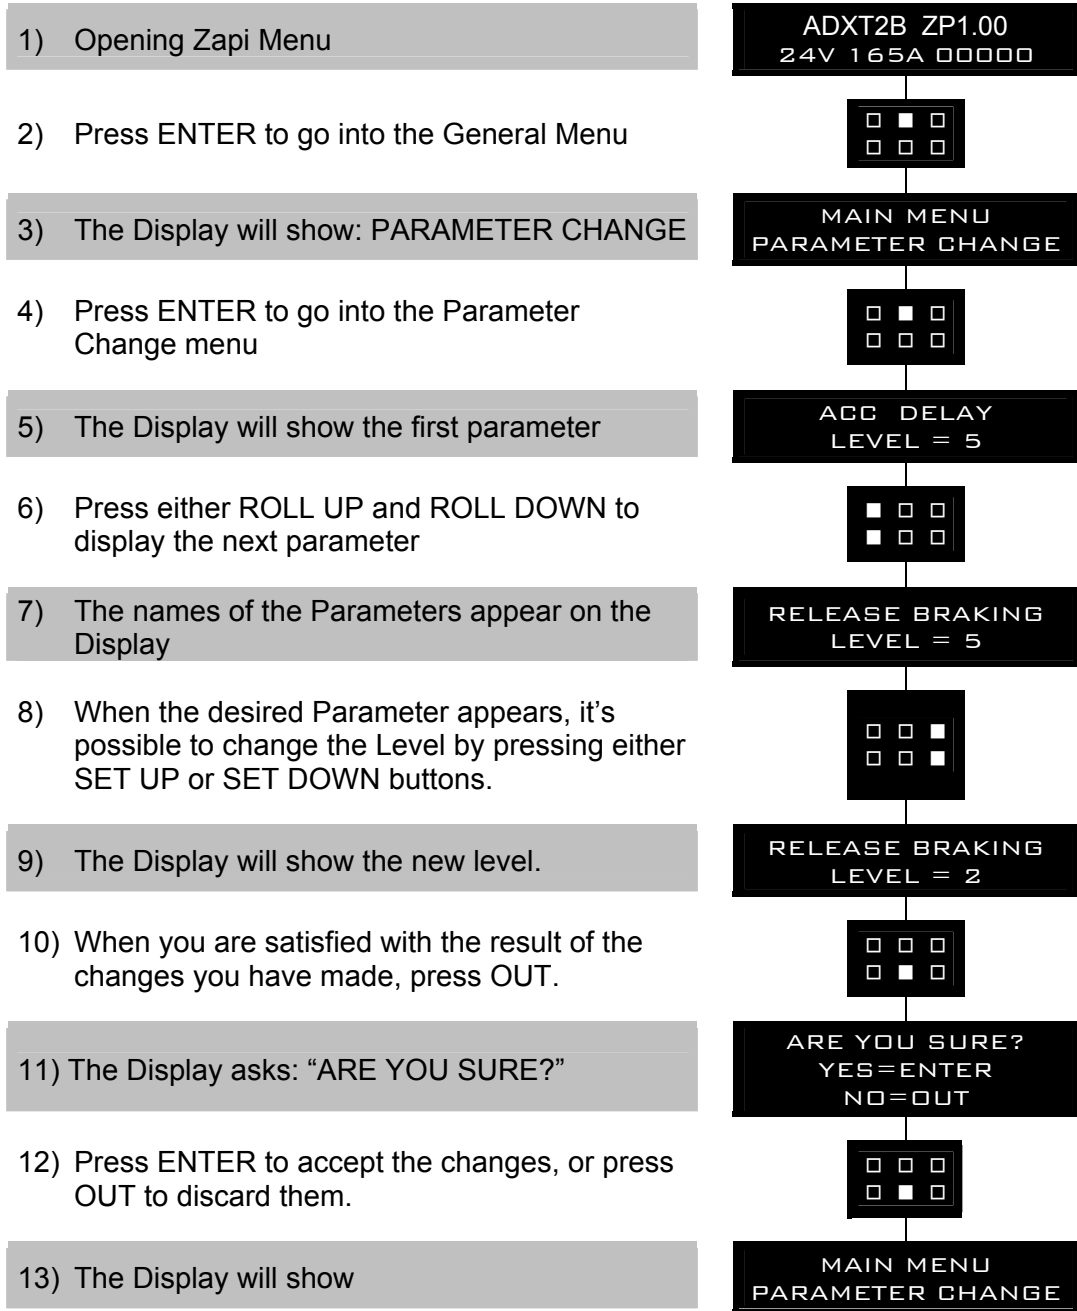 1) Opening Zapi Menu
ADXT2B ZP1.00
24V 165A 00000
2) Press ENTER to go into the General Menu
3) The Display will show: PARAMETER CHANGE
MAIN MENU
PARAMETER CHANGE
4) Press ENTER to go into the Parameter
Change menu
5) The Display will show the first parameter
ACC DELAY
LEVEL = 5
6) Press either ROLL UP and ROLL DOWN to
display the next parameter
7) The names of the Parameters appear on the
Display
RELEASE BRAKING
LEVEL = 5
8) When the desired Parameter appears, it's
possible to change the Level by pressing either
SET UP or SET DOWN buttons.
9) The Display will show the new level.
RELEASE BRAKING
LEVEL = 2
10) When you are satisfied with the result of the
changes you have made, press OUT.
11) The Display asks: “ARE YOU SURE?”
ARE YOU SURE?
YES=ENTER
NO=OUT
12) Press ENTER to accept the changes, or press
OUT to discard them.
13) The Display will show
MAIN MENU
PARAMETER CHANGE